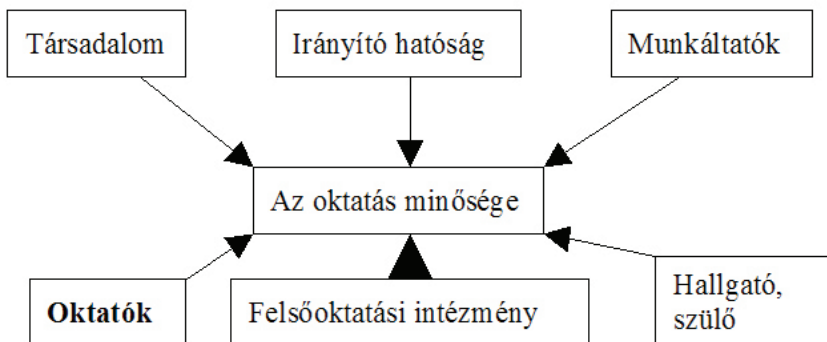 Társadalom
Irányító hatóság
Munkáltatók
Az oktatás minősége
Oktatók
Felsőoktatási intézmény
Hallgató,
szülő